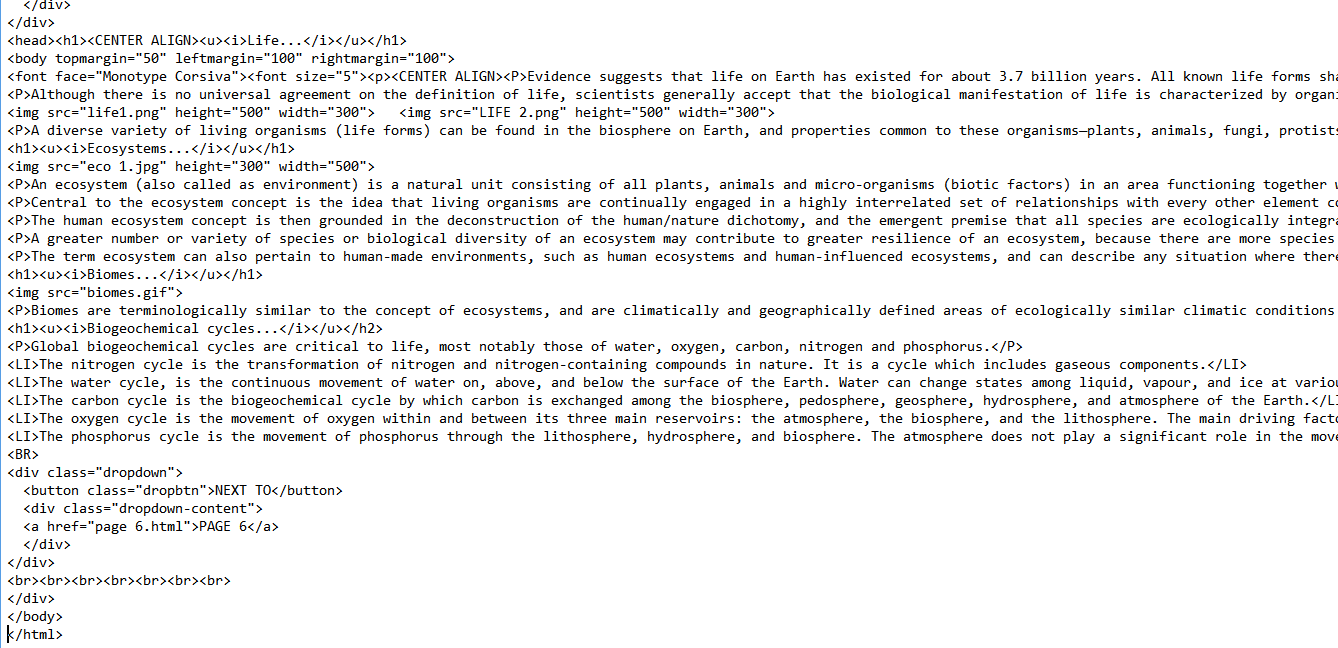 </div>
</div>
<head><h1><CENTER ALIGN><u><i>Life...</i></u></h1>
<body topmargin="50" leftmargin="100" rightmargin="100">
<font face="Monotype Corsiva"><font size="5"><p><CENTER ALIGN><P>Evidence suggests that life on Earth has existed for about 3.7 billion years. All known life forms sha
<P>Although there is no universal agreement on the definition of life, scientists generally accept that the biological manifestation of life is characterized by organi
<img src="life1.png" height="500" width="300">   <img src="LIFE 2.png" height="500" width="300">
<P>A diverse variety of living organisms (life forms) can be found in the biosphere on Earth, and properties common to these organisms—plants, animals, fungi, protists
<h1><u><i>Ecosystems...</i></u></h1>
<img src="eco 1.jpg" height="300" width="500">
<P>An ecosystem (also called as environment) is a natural unit consisting of all plants, animals and micro-organisms (biotic factors) in an area functioning together w
<P>Central to the ecosystem concept is the idea that living organisms are continually engaged in a highly interrelated set of relationships with every other element co
<P>The human ecosystem concept is then grounded in the deconstruction of the human/nature dichotomy, and the emergent premise that all species are ecologically integra
<P>A greater number or variety of species or biological diversity of an ecosystem may contribute to greater resilience of an ecosystem, because there are more species
<P>The term ecosystem can also pertain to human-made environments, such as human ecosystems and human-influenced ecosystems, and can describe any situation where there
<h1><u><i>Biomes...</i></u></h1>
<img src="biomes.gif">
<P>Biomes are terminologically similar to the concept of ecosystems, and are climatically and geographically defined areas of ecologically similar climatic conditions
<h1><u><i>Biogeochemical cycles...</i></u></h2>
<P>Global biogeochemical cycles are critical to life, most notably those of water, oxygen, carbon, nitrogen and phosphorus.</P>
<LI>The nitrogen cycle is the transformation of nitrogen and nitrogen-containing compounds in nature. It is a cycle which includes gaseous components.</LI>
<LI>The water cycle, is the continuous movement of water on, above, and below the surface of the Earth. Water can change states among liquid, vapour, and ice at variou
<LI>The carbon cycle is the biogeochemical cycle by which carbon is exchanged among the biosphere, pedosphere, geosphere, hydrosphere, and atmosphere of the Earth.</LI
<LI>The oxygen cycle is the movement of oxygen within and between its three main reservoirs: the atmosphere, the biosphere, and the lithosphere. The main driving facto
<LI>The phosphorus cycle is the movement of phosphorus through the lithosphere, hydrosphere, and biosphere. The atmosphere does not play a significant role in the move
<BR>
<div class="dropdown">
  <button class="dropbtn">NEXT TO</button>
  <div class="dropdown-content">
  <a href="page 6.html">PAGE 6</a>
  </div>
</div>
<br><br><br><br><br><br><br>
</div>
</body>
</html>